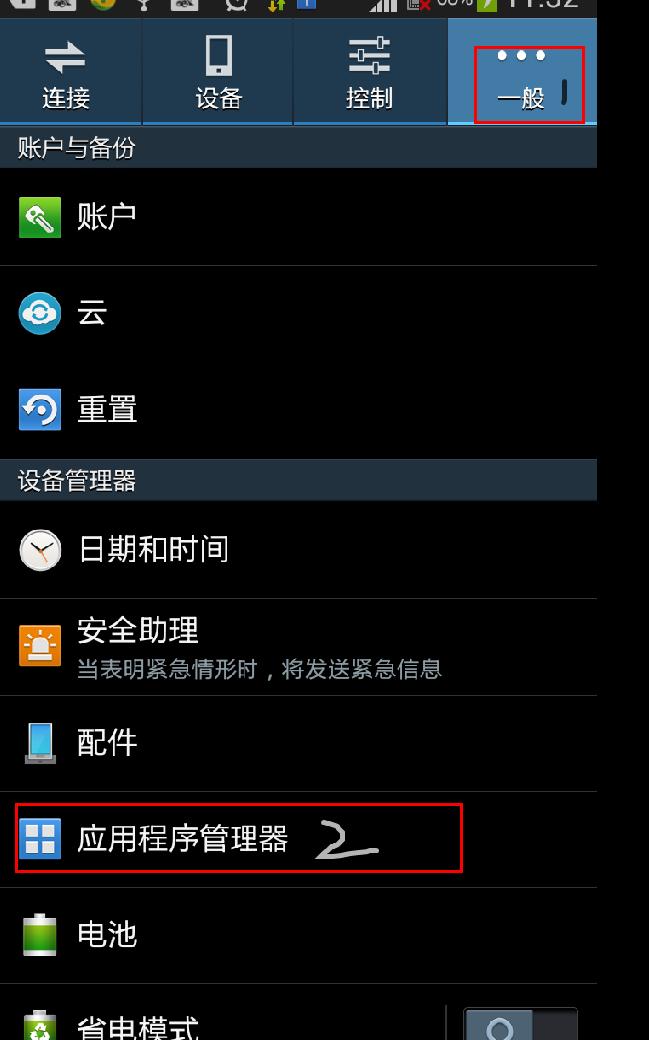 连接
设备
控制
一般
1
账户与备份
账户
云
重置
设备管理器
日期和时间
安全助理
当表明紧急情形时，将发送紧急信息
配件
应用程序管理器 2
电池
省电模式